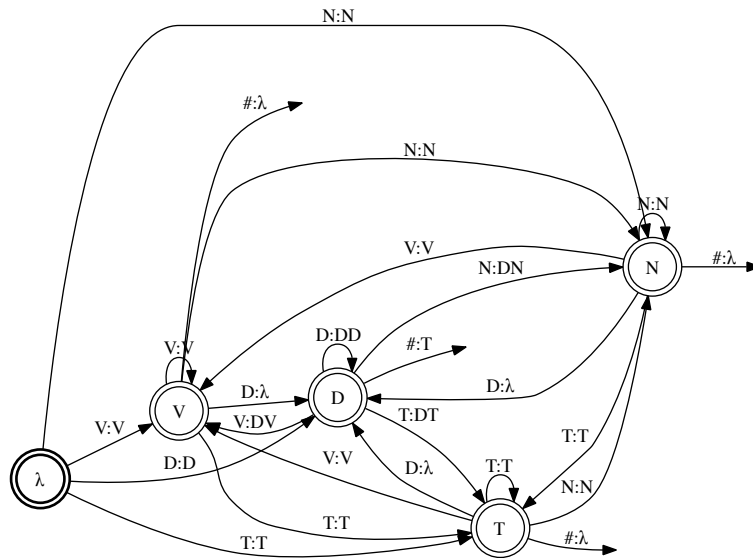 N:N
#:λ
N:N
N:N
V:V
N:DN
#:λ
D:DD
#:T
V:V
D:λ
D:λ
N
V
D
V:V
V:DV
T:DT
D:D
V:V
D:λ
T:T
T:T
λ
N:N
T:T
T:T
T
#:λ